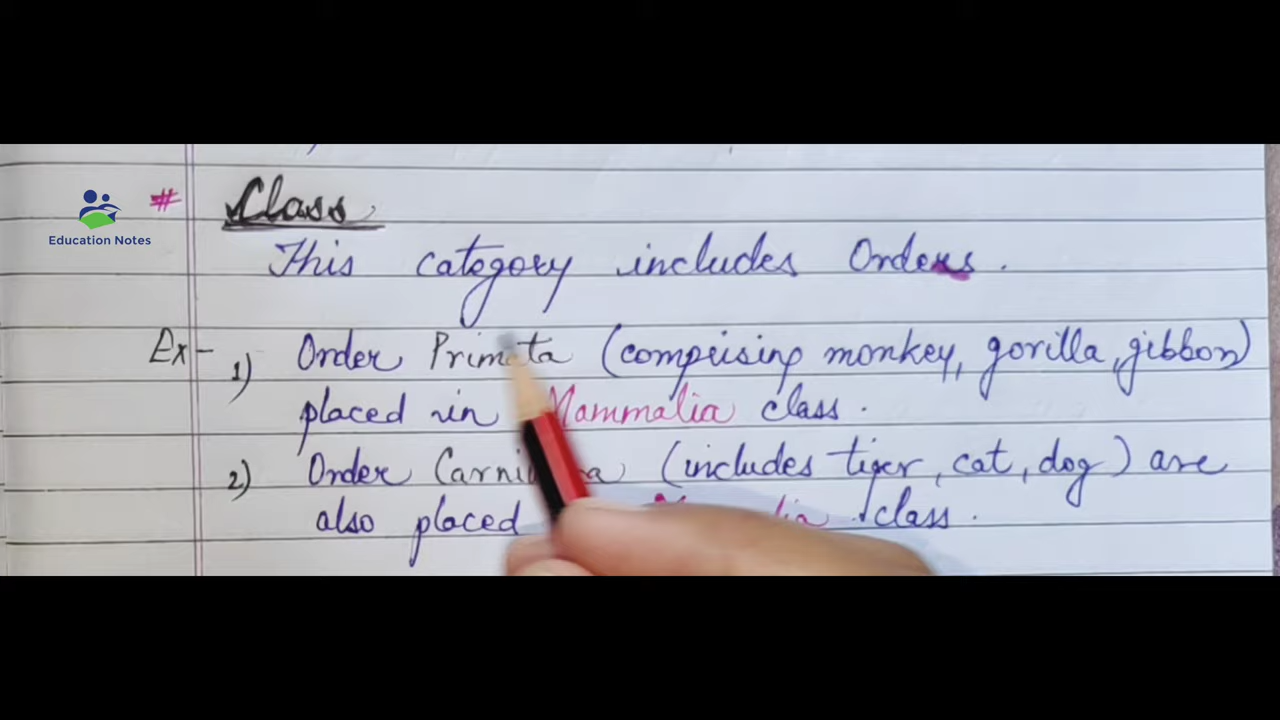 # Class
Education Notes
This category includes Orders.
Ex- 1) Order Primata (comprising monkey, gorilla, gibbon)
placed in Mammalia class.
2) Order (includes tiger, cat, dog) are
also placed class.